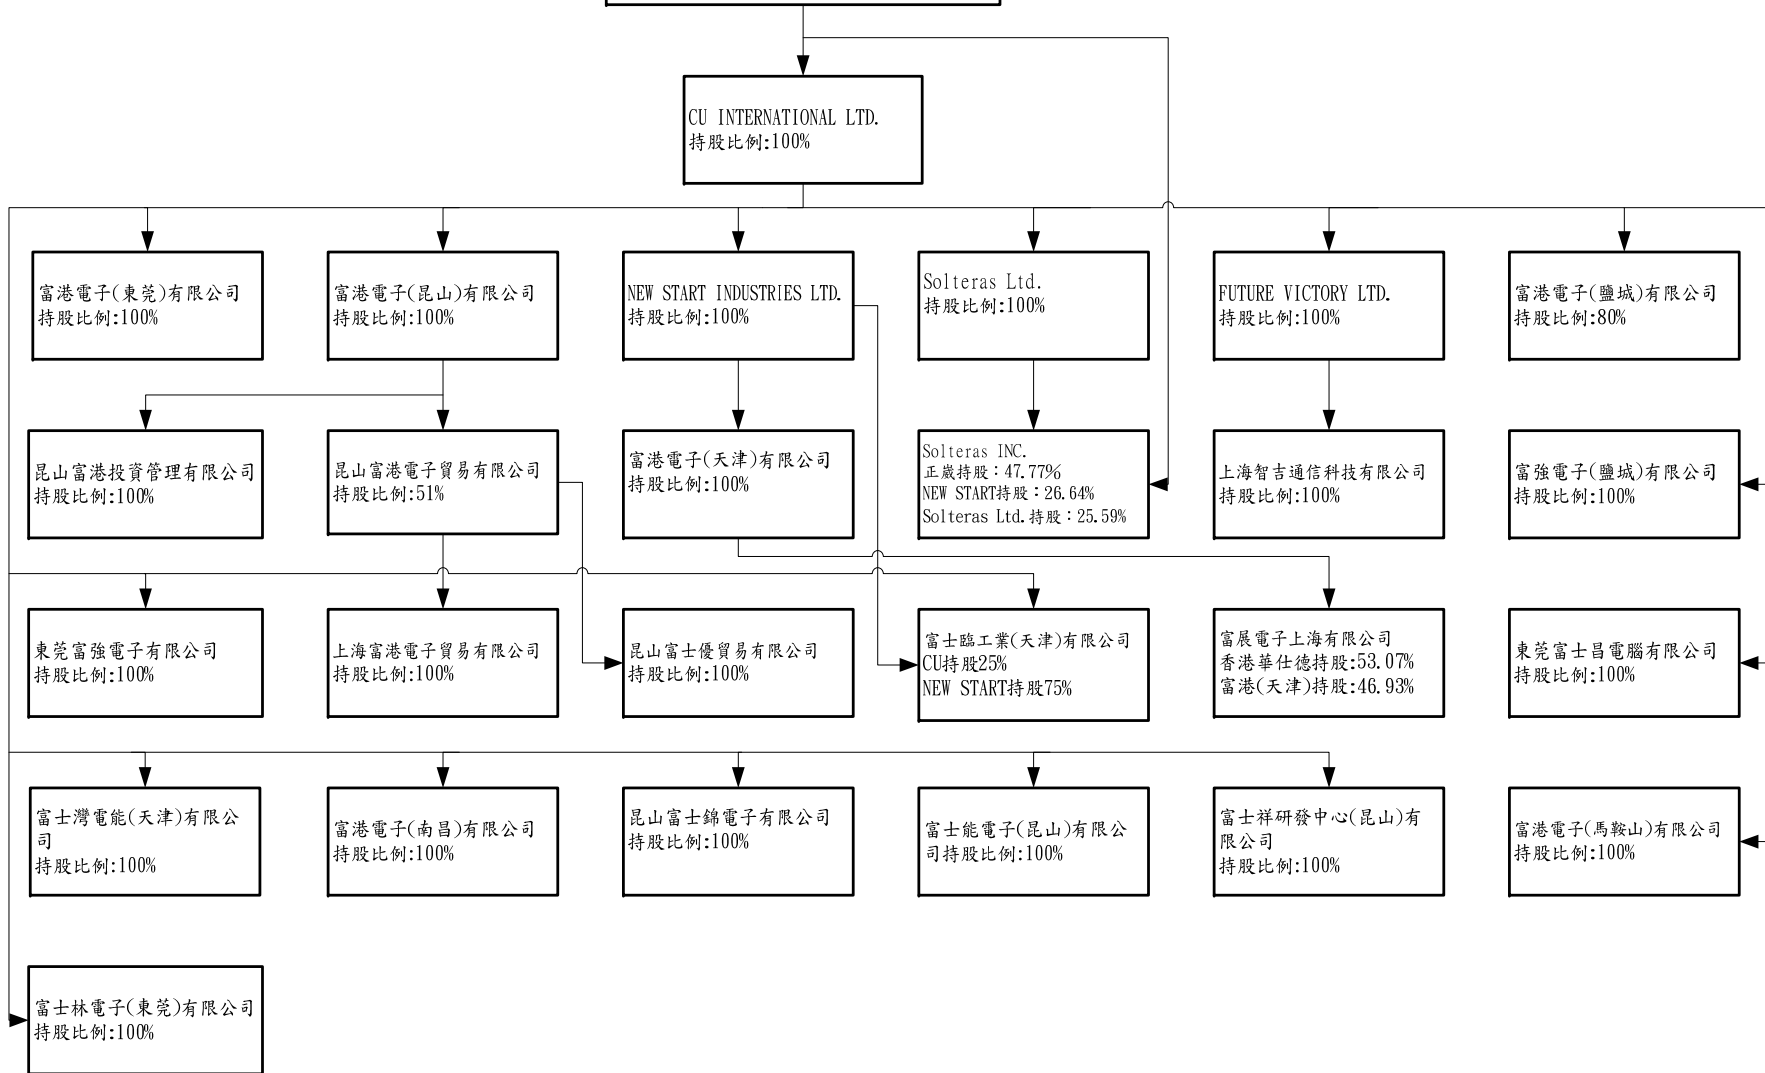 CU INTERNATIONAL LTD.
持股比例:100%
富港電子(東莞)有限公司
持股比例:100%
富港電子(昆山)有限公司
持股比例:100%
NEW START INDUSTRIES LTD.
持股比例:100%
Solteras Ltd.
持股比例:100%
FUTURE VICTORY LTD.
持股比例:100%
富港電子(鹽城)有限公司
持股比例:80%
昆山富港投資管理有限公司
持股比例:100%
昆山富港電子貿易有限公司
持股比例:51%
富港電子(天津)有限公司
持股比例:100%
Solteras INC.
正崴持股：47.77%
NEW START持股：26.64%
Solteras Ltd.持股：25.59%
上海智吉通信科技有限公司
持股比例:100%
富強電子(鹽城)有限公司
持股比例:100%
東莞富強電子有限公司
持股比例:100%
上海富港電子貿易有限公司
持股比例:100%
昆山富士優貿易有限公司
持股比例:100%
富士臨工業(天津)有限公司
CU持股25%
NEW START持股75%
富展電子上海有限公司
香港華仕德持股:53.07%
富港(天津)持股:46.93%
東莞富士昌電腦有限公司
持股比例:100%
富士灣電能(天津)有限公
司
持股比例:100%
富港電子(南昌)有限公司
持股比例:100%
昆山富士錦電子有限公司
持股比例:100%
富士能電子(昆山)有限公
司持股比例:100%
富士祥研發中心(昆山)有
限公司
持股比例:100%
富港電子(馬鞍山)有限公司
持股比例:100%
富士林電子(東莞)有限公司
持股比例:100%